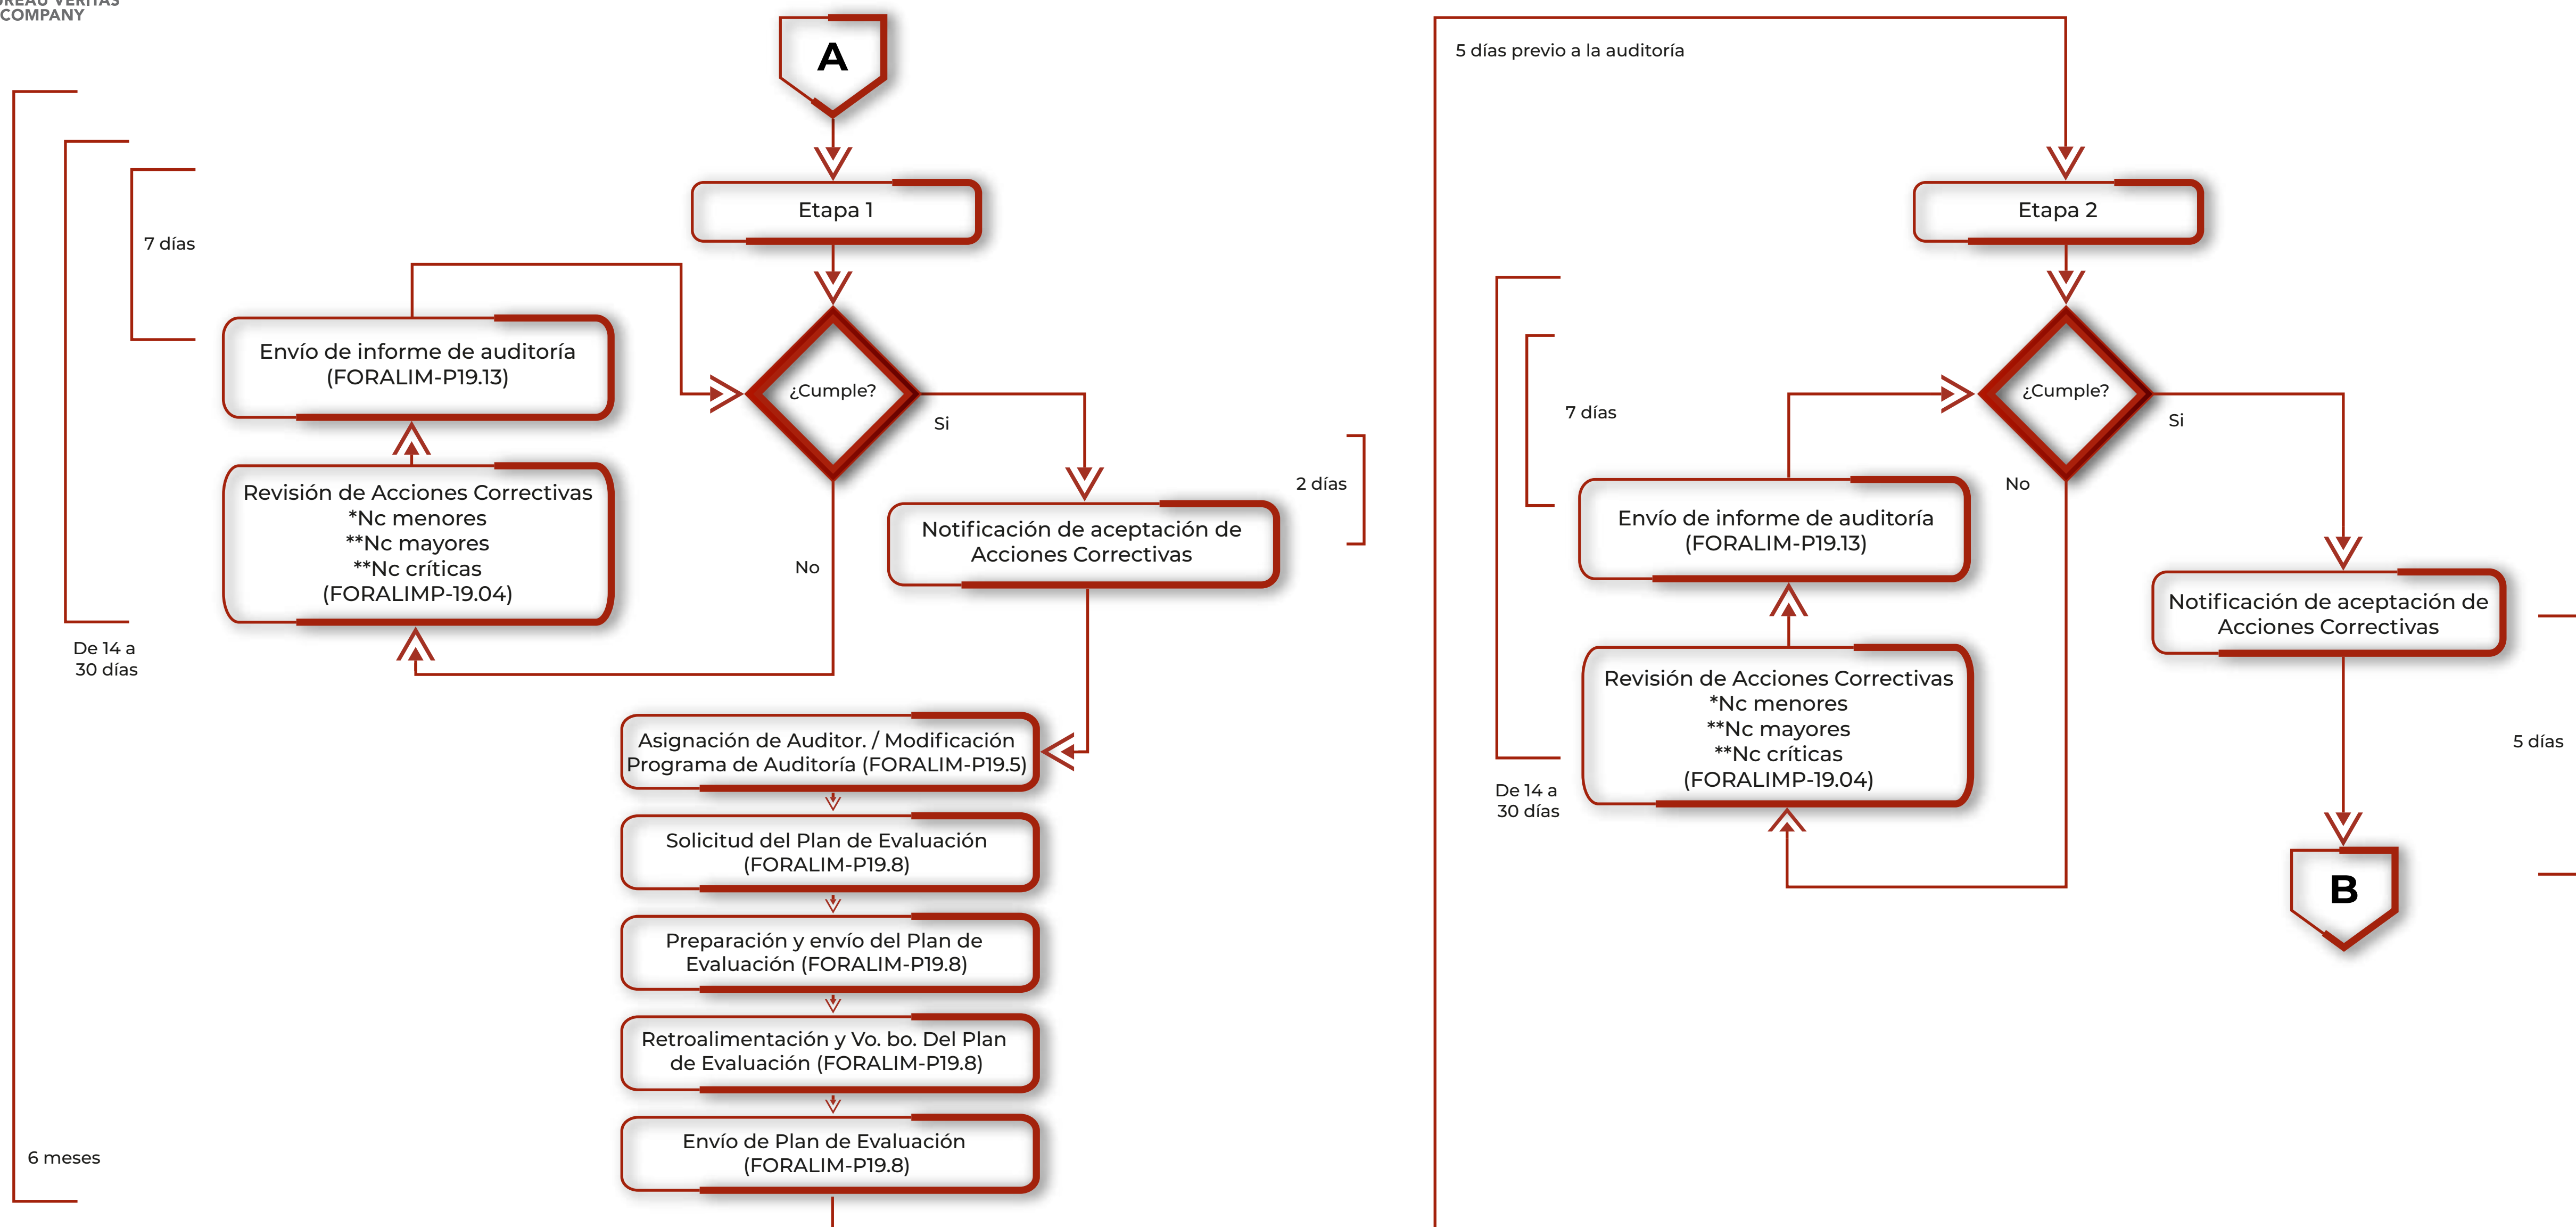 BUREAU VERITAS
COMPANY
A
Etapa 1
7 días
Envío de informe de auditoría
(FORALIM-P19.13)
¿Cumple?
Si
No
Revisión de Acciones Correctivas
*Nc menores
**Nc mayores
**Nc críticas
(FORALIMP-19.04)
De 14 a
30 días
2 días
Notificación de aceptación de
Acciones Correctivas
Asignación de Auditor. / Modificación
Programa de Auditoría (FORALIM-P19.5)
Solicitud del Plan de Evaluación
(FORALIM-P19.8)
Preparación y envío del Plan de
Evaluación (FORALIM-P19.8)
Retroalimentación y Vo. bo. Del Plan
de Evaluación (FORALIM-P19.8)
Envío de Plan de Evaluación
(FORALIM-P19.8)
6 meses
5 días previo a la auditoría
Etapa 2
¿Cumple?
Si
No
7 días
Envío de informe de auditoría
(FORALIM-P19.13)
Revisión de Acciones Correctivas
*Nc menores
**Nc mayores
**Nc críticas
(FORALIMP-19.04)
De 14 a
30 días
Notificación de aceptación de
Acciones Correctivas
5 días
B